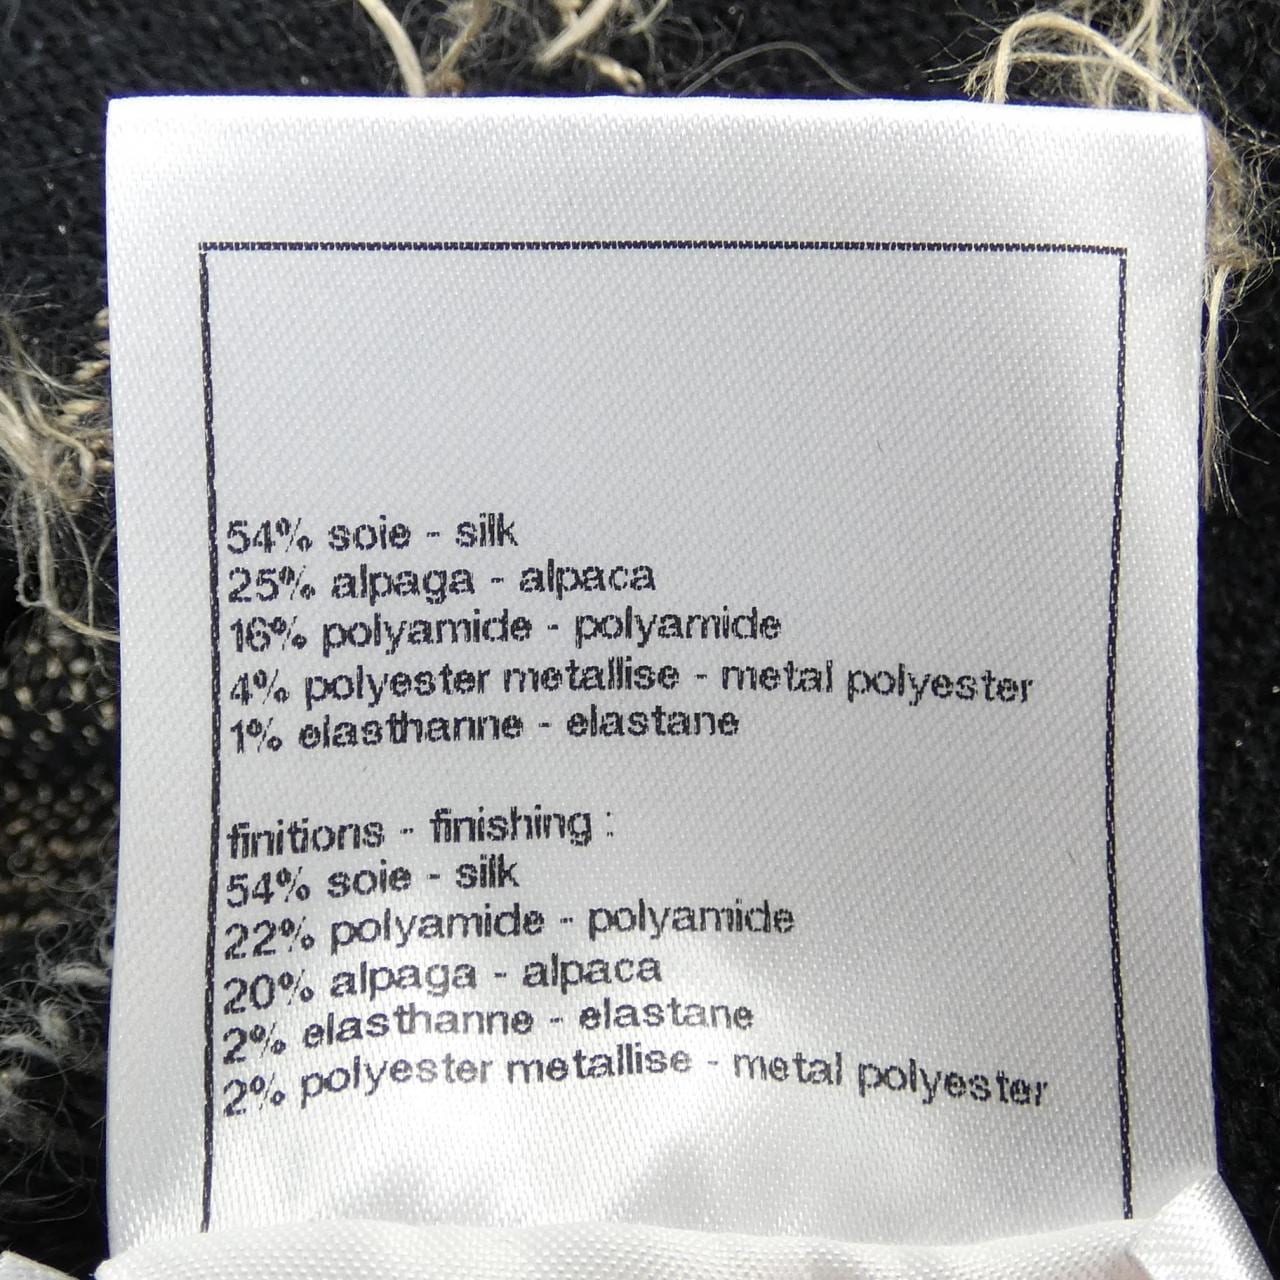 54% soie - silk
25% alpaga - alpaca
16% polyamide - polyamide
4% polyester metallise - metal polyester
1% elasthanne - elastane
finitions - finishing :
54% soie - silk
22% polyamide - polyamide
20% alpaga - alpaca
2% elasthanne - elastane
2% polyester metallise - metal polyester